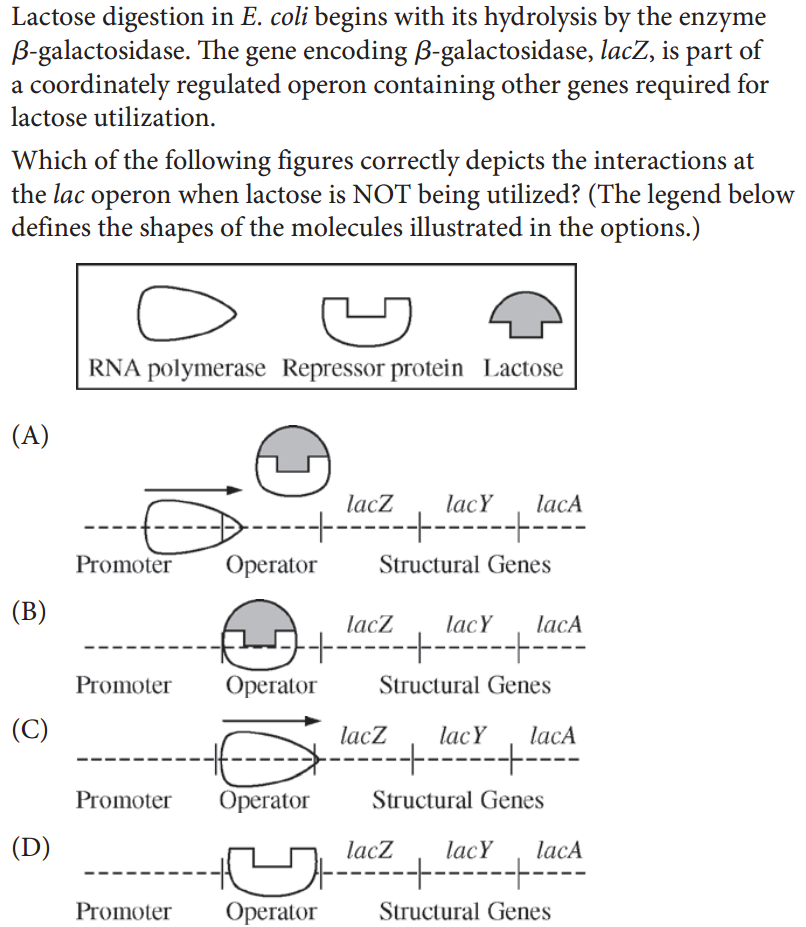 Lactose digestion in E. coli begins with its hydrolysis by the enzyme
β-galactosidase. The gene encoding β-galactosidase, lacZ, is part of
a coordinately regulated operon containing other genes required for
lactose utilization.
Which of the following figures correctly depicts the interactions at
the lac operon when lactose is NOT being utilized? (The legend below
defines the shapes of the molecules illustrated in the options.)
RNA polymerase Repressor protein Lactose
(A)
lacZ lacY lacA
Promoter Operator Structural Genes
(B)
lacZ lacY lacA
Promoter Operator Structural Genes
(C)
lacZ lacY lacA
Promoter Operator Structural Genes
(D)
lacZ lacY lacA
Promoter Operator Structural Genes